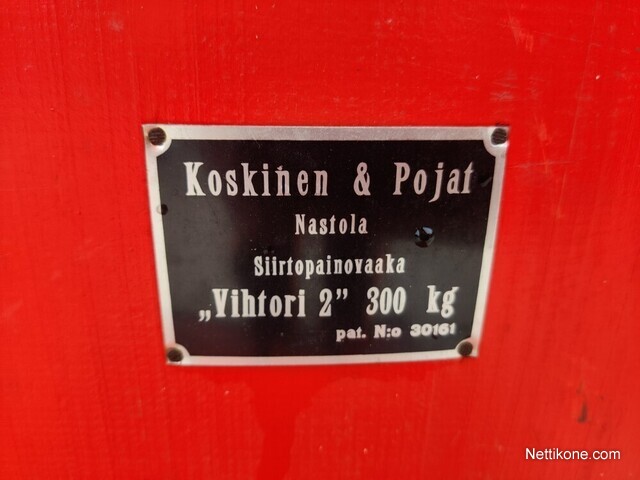 Koskinen & Pojat
Nastola
Siirtopainovaaka
„Vihtori 2” 300 kg
pat. N:o 30161
Nettikone.com